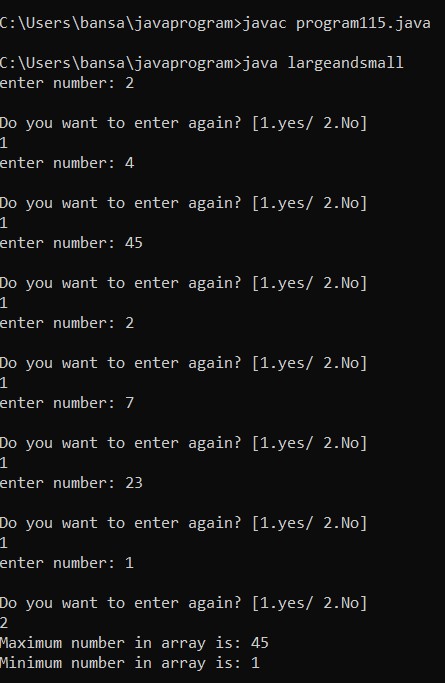 C:\Users\bansa\javaprogram>javac program115.java
C:\Users\bansa\javaprogram>java largeandsmall
enter number: 2
Do you want to enter again? [1.yes/ 2.No]
1
enter number: 4
Do you want to enter again? [1.yes/ 2.No]
1
enter number: 45
Do you want to enter again? [1.yes/ 2.No]
1
enter number: 2
Do you want to enter again? [1.yes/ 2.No]
1
enter number: 7
Do you want to enter again? [1.yes/ 2.No]
1
enter number: 23
Do you want to enter again? [1.yes/ 2.No]
1
enter number: 1
Do you want to enter again? [1.yes/ 2.No]
2
Maximum number in array is: 45
Minimum number in array is: 1